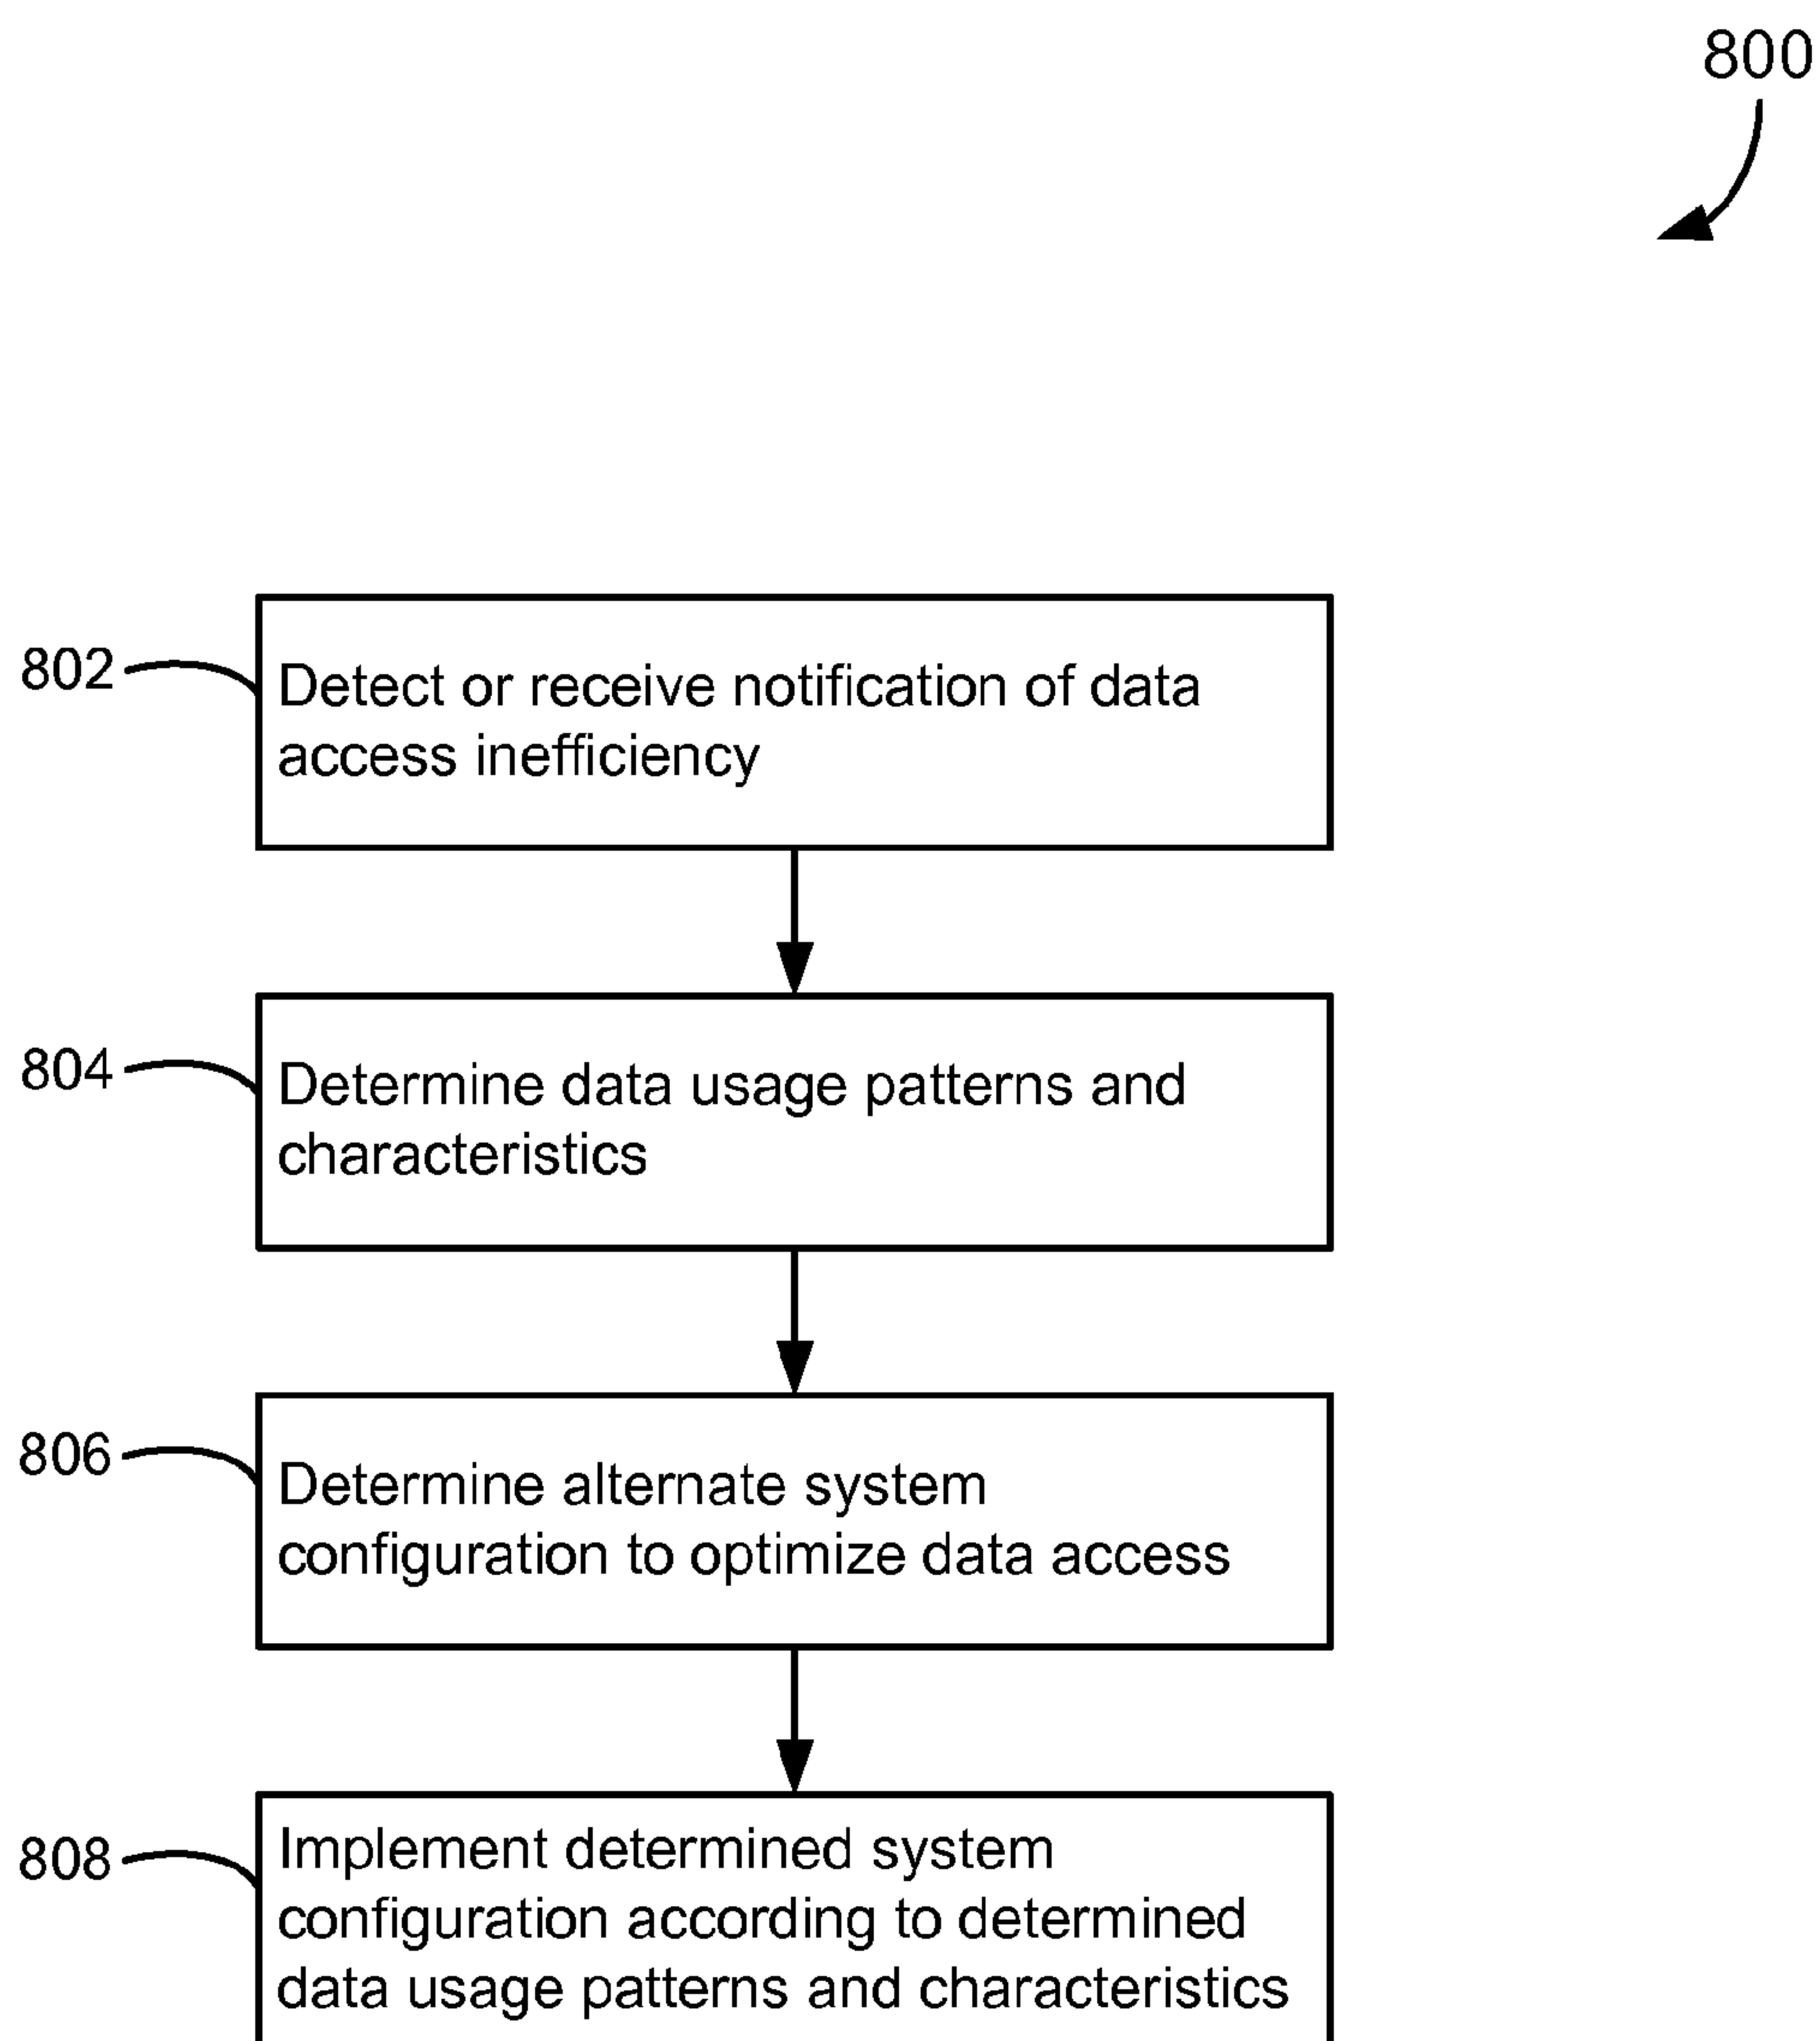 800
802
Detect or receive notification of data
access inefficiency
804
Determine data usage patterns and
characteristics
806
Determine alternate system
configuration to optimize data access
808
Implement determined system
configuration according to determined
data usage patterns and characteristics